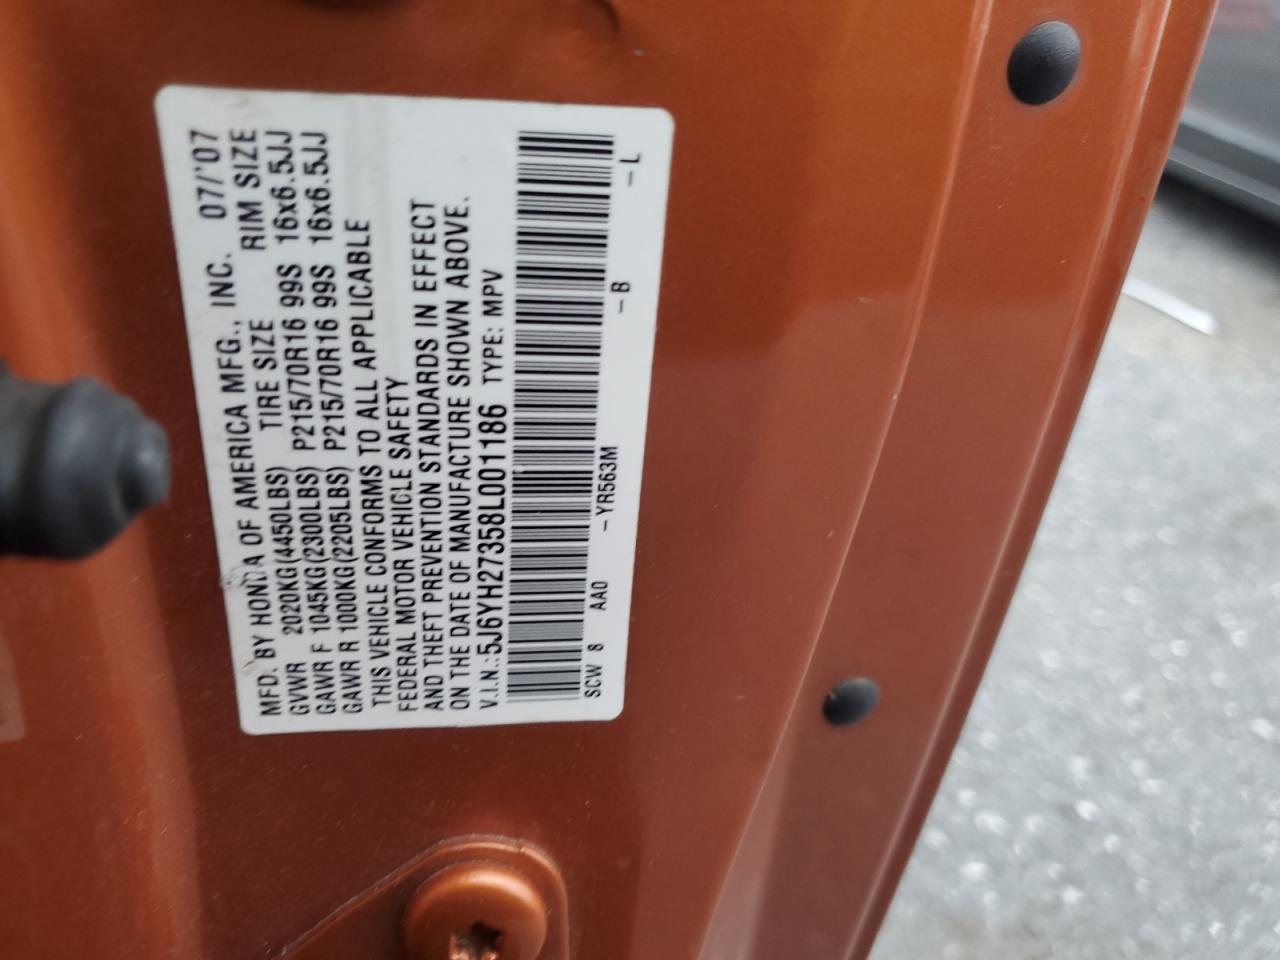 MFD. BY HONDA OF AMERICA MFG., INC. 07/'07
GVWR 2020KG(4450LBS) TIRE SIZE RIM SIZE
GAWR F 1045KG(2300LBS) P215/70R16 99S 16x6.5JJ
GAWR R 1000KG(2205LBS) P215/70R16 99S 16x6.5JJ
THIS VEHICLE CONFORMS TO ALL APPLICABLE
FEDERAL MOTOR VEHICLE SAFETY
AND THEFT PREVENTION STANDARDS IN EFFECT
ON THE DATE OF MANUFACTURE SHOWN ABOVE.
V.I.N.:5J6YH27358L001186 TYPE: MPV
SCW 8 AA0 -YR563M -B -L